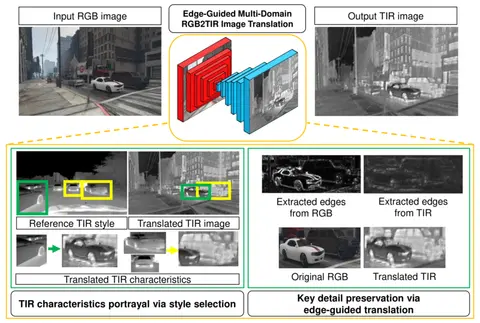 Input RGB image
Edge-Guided Multi-Domain
RGB2TIR Image Translation
Output TIR image
Reference TIR style
Translated TIR image
Translated TIR characteristics
TIR characteristics portrayal via style selection
Extracted edges
from RGB
Extracted edges
from TIR
Original RGB
Translated TIR
Key detail preservation via
edge-guided translation